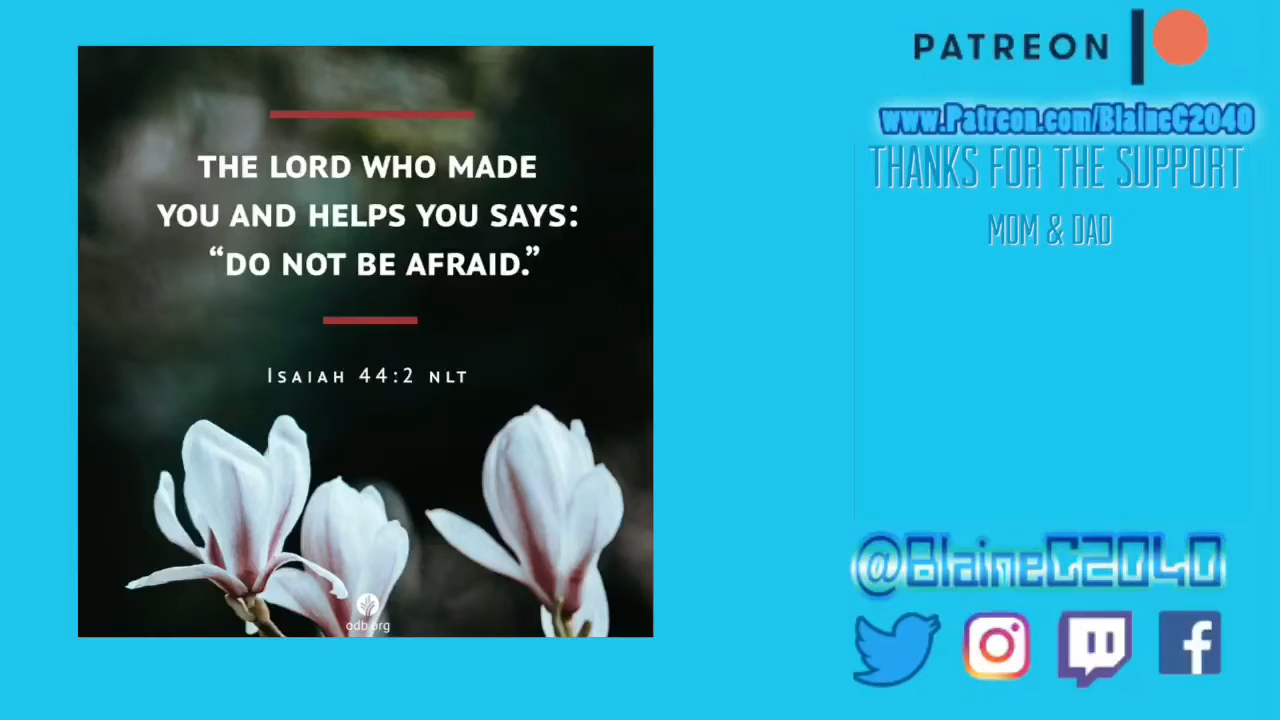 THE LORD WHO MADE
YOU AND HELPS YOU SAYS:
“DO NOT BE AFRAID.”
ISAIAH 44:2 NLT
odb.org
PATREON
www.Patreon.com/BlaineC2040
THANKS FOR THE SUPPORT
MOM & DAD
@BlaineC2040